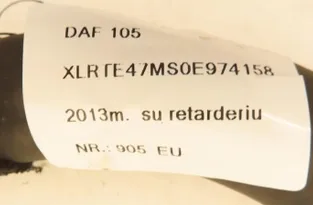 DAF 105
XLRTE47MS0E974158
2013m. su retarderiu
NR.: 905 EU